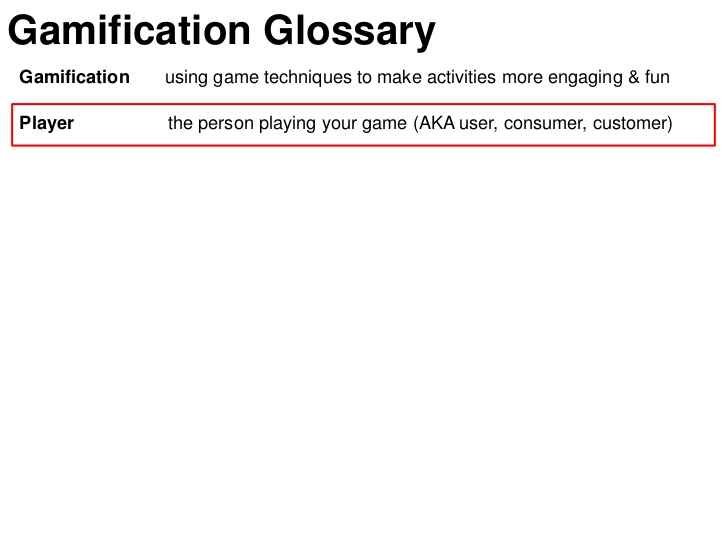 Gamification Glossary
Gamification using game techniques to make activities more engaging & fun
Player the person playing your game (AKA user, consumer, customer)